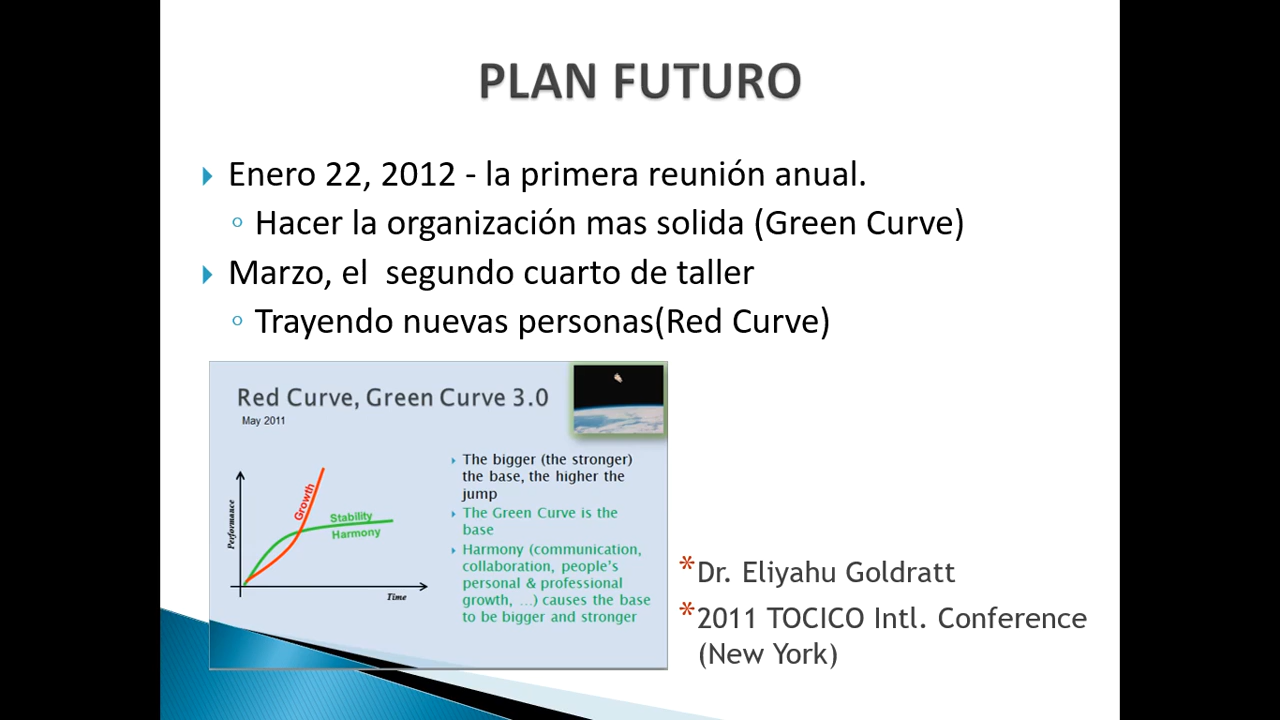 PLAN FUTURO
Enero 22, 2012 - la primera reunión anual.
Hacer la organización mas solida (Green Curve)
Marzo, el segundo cuarto de taller
Trayendo nuevas personas(Red Curve)
Red Curve, Green Curve 3.0
May 2011
Performance
Growth
Stability
Harmony
Time
The bigger (the stronger)
the base, the higher the
jump
The Green Curve is the
base
Harmony (communication,
collaboration, people’s
personal & professional
growth, …) causes the base
to be bigger and stronger
*Dr. Eliyahu Goldratt
*2011 TOCICO Intl. Conference
(New York)